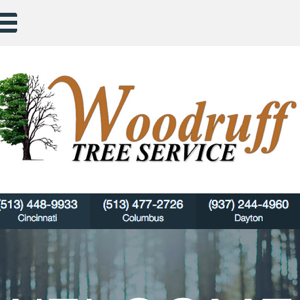 Woodruff
TREE SERVICE
(513) 448-9933 (513) 477-2726 (937) 244-4960
Cincinnati Columbus Dayton